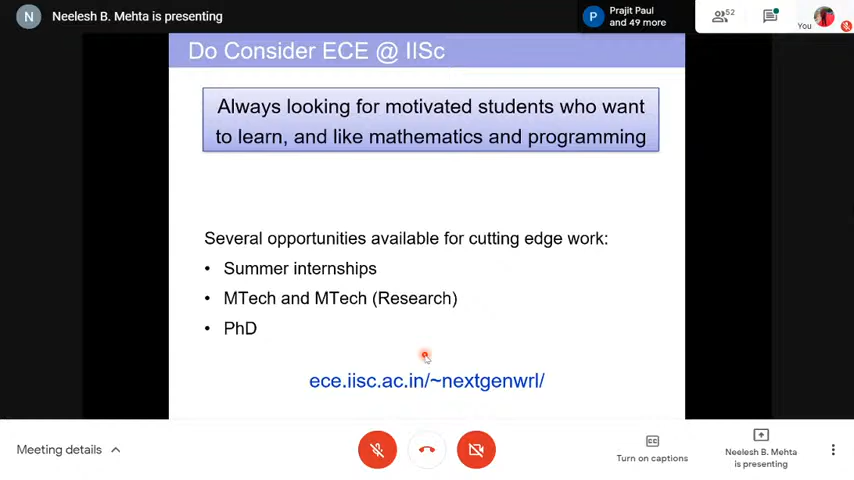 N Neelesh B. Mehta is presenting
P Prajit Paul
and 49 more
52
You
Do Consider ECE @ IISc
Always looking for motivated students who want
to learn, and like mathematics and programming
Several opportunities available for cutting edge work:
• Summer internships
• MTech and MTech (Research)
• PhD
ece.iisc.ac.in/~nextgenwrl/
Meeting details
CC
Turn on captions
Neelesh B. Mehta
is presenting